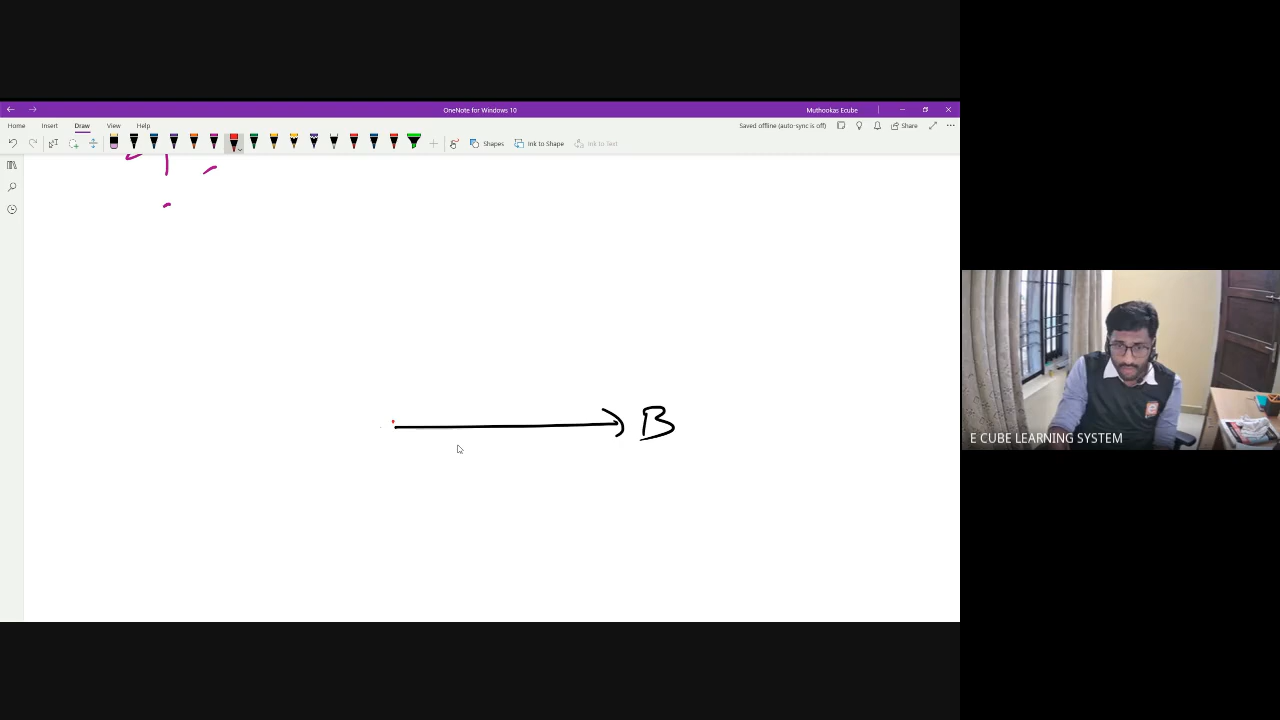 OneNote for Windows 10
Muthookas Ecube
Home Insert Draw View Help
Saved offline (auto-sync is off)
Share
Shapes
Ink to Shape
Ink to Text
B
E CUBE LEARNING SYSTEM